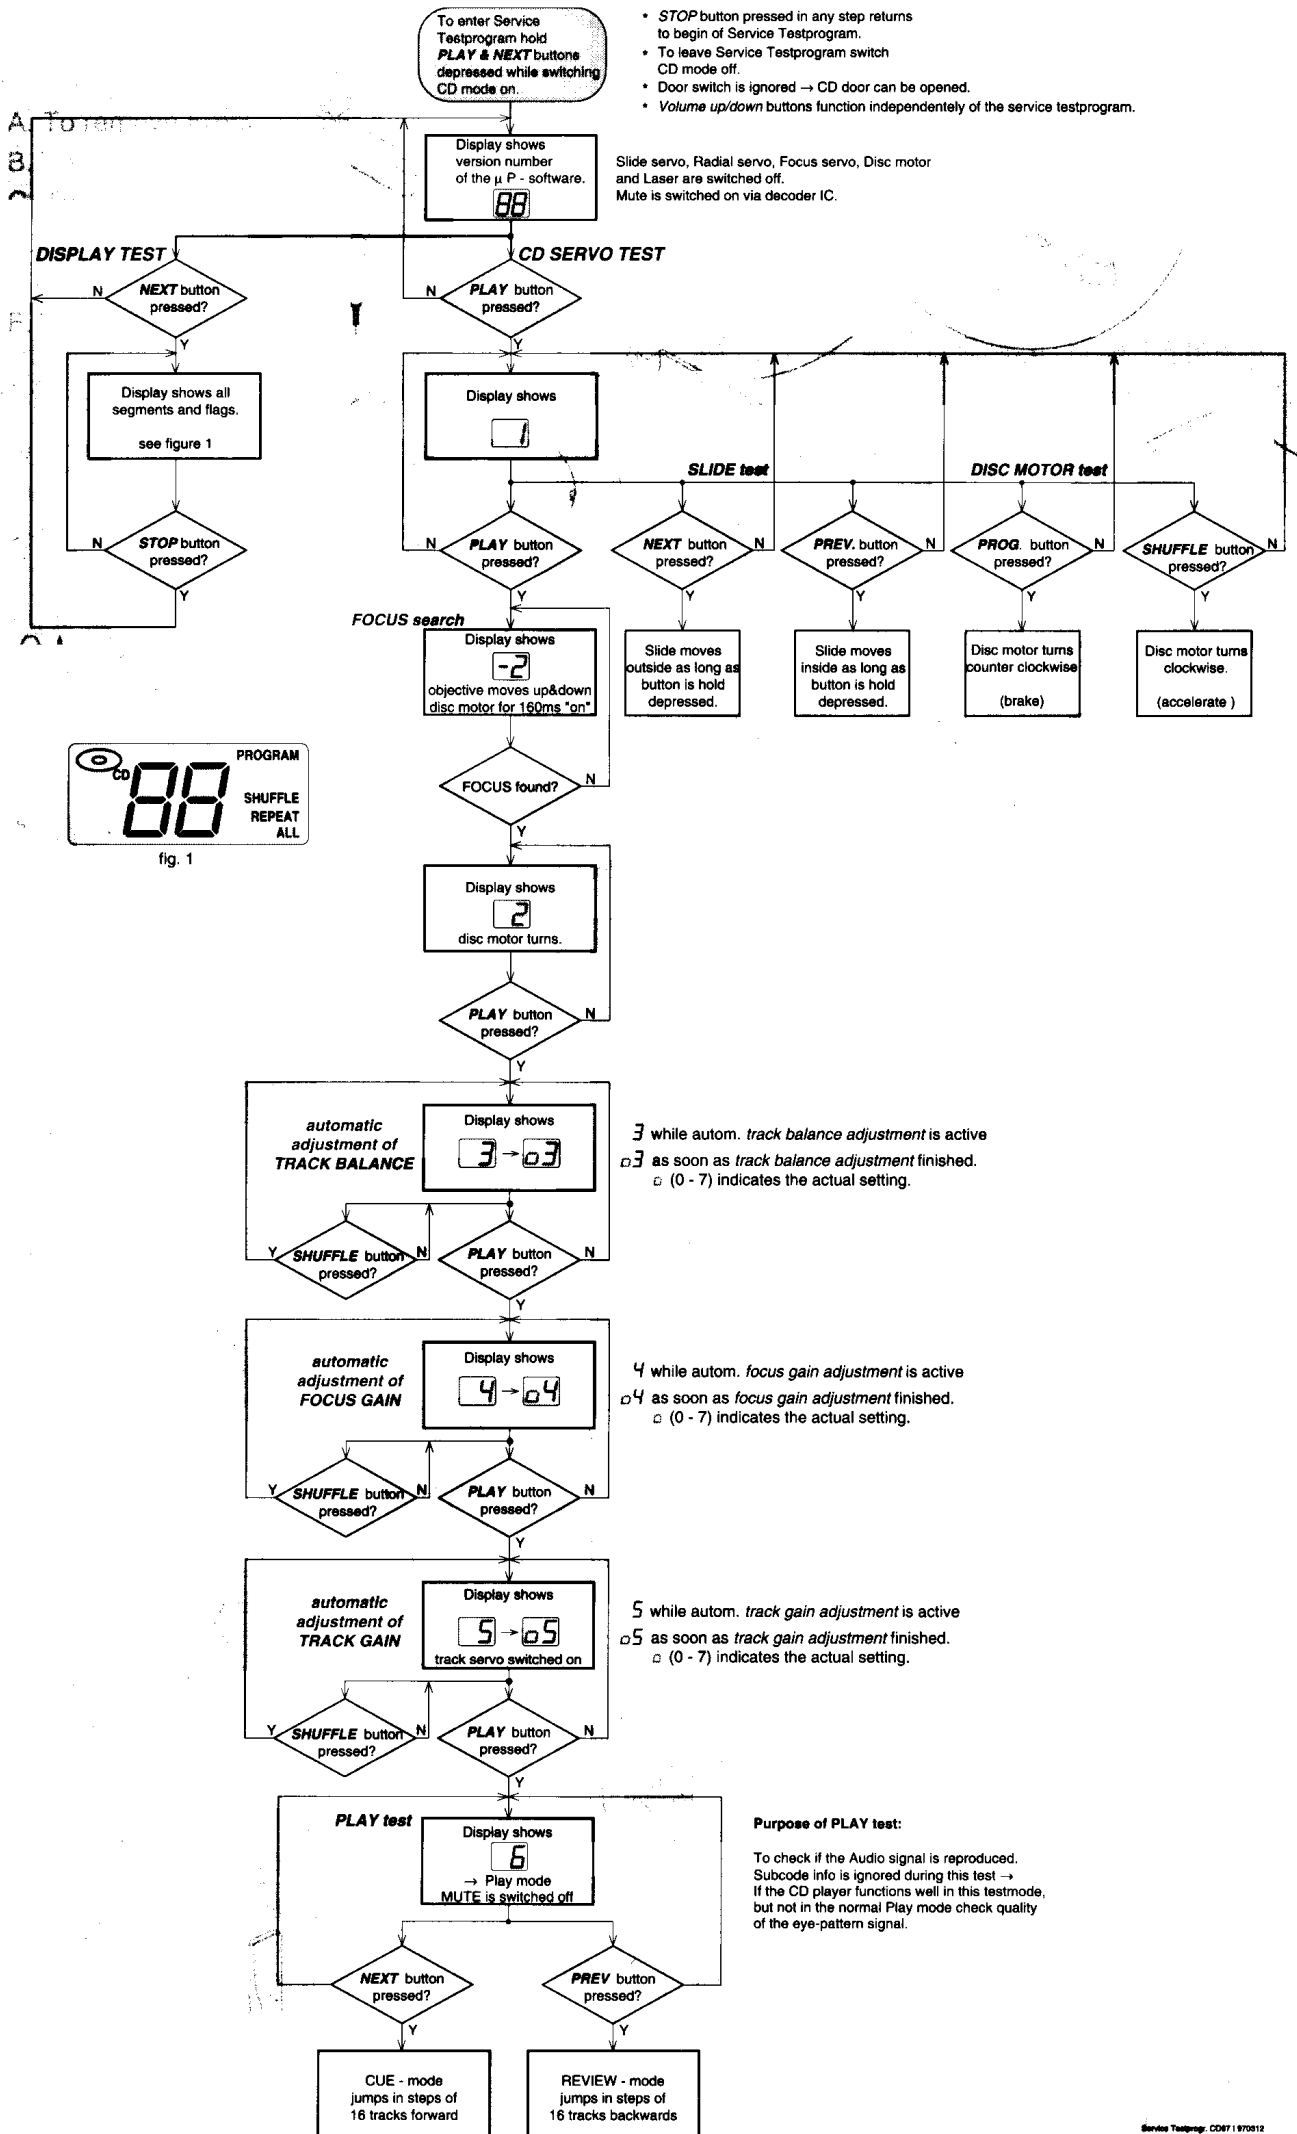 To enter Service
Testprogram hold
PLAY & NEXT buttons
depressed while switching
CD mode on.
* STOP button pressed in any step returns
to begin of Service Testprogram.
* To leave Service Testprogram switch
CD mode off.
* Door switch is ignored → CD door can be opened.
* Volume up/down buttons function independentely of the service testprogram.
A. To
B.
Display shows
version number
of the µ P - software.
88
Slide servo, Radial servo, Focus servo, Disc motor
and Laser are switched off.
Mute is switched on via decoder IC.
DISPLAY TEST
CD SERVO TEST
N
NEXT button
pressed?
Y
N
PLAY button
pressed?
Y
Display shows all
segments and flags.
see figure 1
Display shows
1
SLIDE test
DISC MOTOR test
N
STOP button
pressed?
Y
N
PLAY button
pressed?
Y
NEXT button
pressed?
N
Y
PREV. button
pressed?
N
Y
PROG. button
pressed?
N
Y
SHUFFLE button
pressed?
N
Y
FOCUS search
Display shows
-2
objective moves up&down
disc motor for 160ms "on"
Slide moves
outside as long as
button is hold
depressed.
Slide moves
inside as long as
button is hold
depressed.
Disc motor turns
counter clockwise
(brake)
Disc motor turns
clockwise.
(accelerate )
CD
88
PROGRAM
SHUFFLE
REPEAT
ALL
fig. 1
FOCUS found?
N
Y
Display shows
2
disc motor turns.
PLAY button
pressed?
N
Y
automatic
adjustment of
TRACK BALANCE
Display shows
3 → o3
3 while autom. track balance adjustment is active
o3 as soon as track balance adjustment finished.
o (0 - 7) indicates the actual setting.
Y
SHUFFLE button
pressed?
N
PLAY button
pressed?
N
Y
automatic
adjustment of
FOCUS GAIN
Display shows
4 → o4
4 while autom. focus gain adjustment is active
o4 as soon as focus gain adjustment finished.
o (0 - 7) indicates the actual setting.
Y
SHUFFLE button
pressed?
N
PLAY button
pressed?
N
Y
automatic
adjustment of
TRACK GAIN
Display shows
5 → o5
track servo switched on
5 while autom. track gain adjustment is active
o5 as soon as track gain adjustment finished.
o (0 - 7) indicates the actual setting.
Y
SHUFFLE button
pressed?
N
PLAY button
pressed?
N
Y
PLAY test
Display shows
6
→ Play mode
MUTE is switched off
Purpose of PLAY test:
To check if the Audio signal is reproduced.
Subcode info is ignored during this test →
If the CD player functions well in this testmode,
but not in the normal Play mode check quality
of the eye-pattern signal.
NEXT button
pressed?
Y
PREV button
pressed?
Y
CUE - mode
jumps in steps of
16 tracks forward
REVIEW - mode
jumps in steps of
16 tracks backwards
Service Testprogr. CD67 1 970312